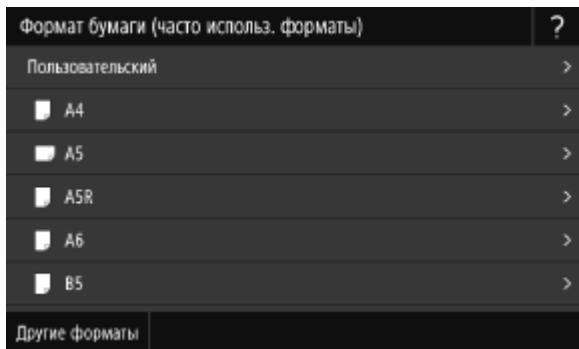 Формат бумаги (часто использ. форматы) ?
Пользовательский >
A4 >
A5 >
A5R >
A6 >
B5 >
Другие форматы